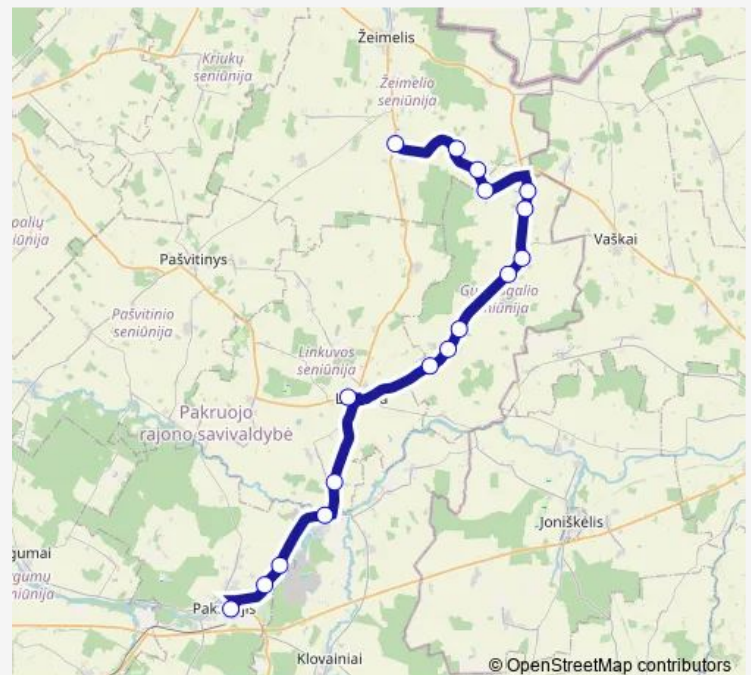 Žeimelis
Kriukų
seniūnija
Žeimelio
seniūnija
Vaškai
Pašvitinys
Pašvitinio
seniūnija
Linkuvos
seniūnija
Pakruojo
rajono savivaldybė
Joniškėlis
Klovainiai
© OpenStreetMap contributors